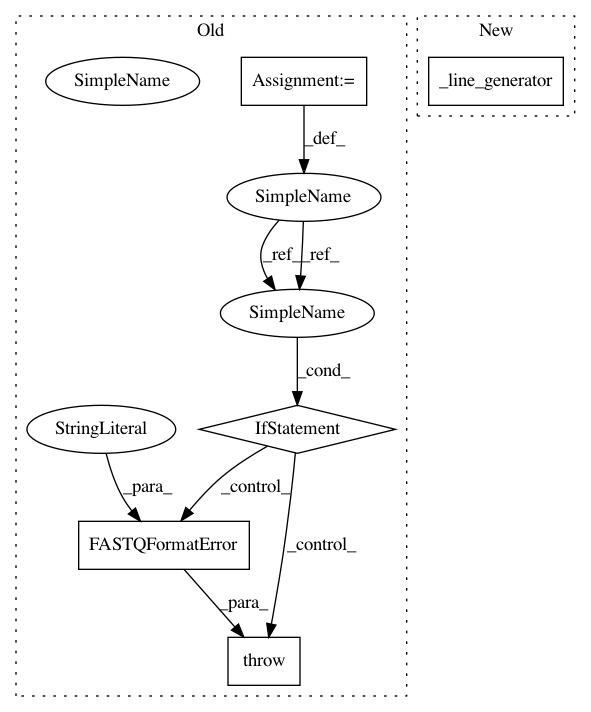 Old
New
SimpleName
Assignment:=
_line_generator
_def_
SimpleName
_ref_
_ref_
SimpleName
_cond_
StringLiteral
IfStatement
_para_
_control_
FASTQFormatError
_control_
_para_
throw